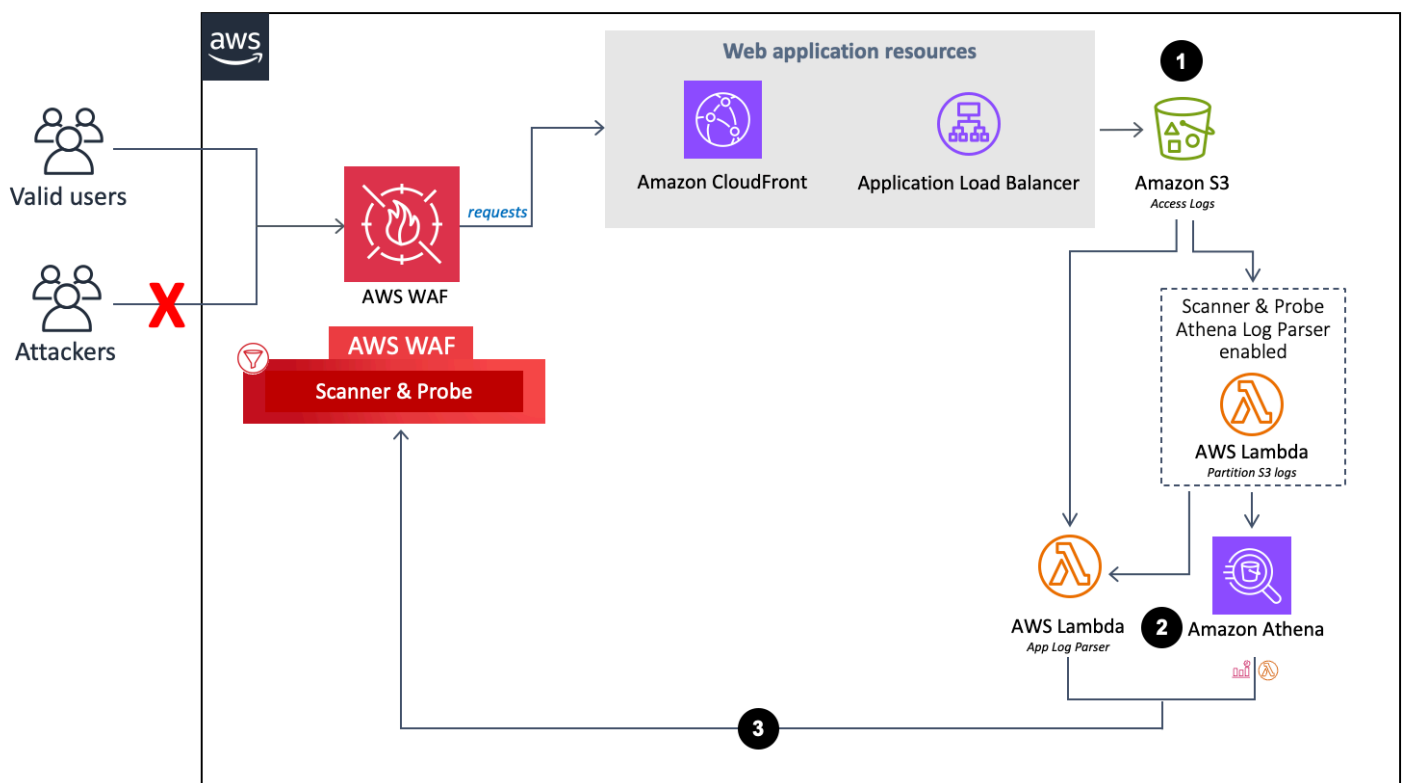 aws
Web application resources
1
Valid users
Amazon CloudFront
Application Load Balancer
Amazon S3
Access Logs
requests
AWS WAF
Attackers
X
AWS WAF
Scanner & Probe
Scanner & Probe
Athena Log Parser
enabled
AWS Lambda
Partition S3 logs
AWS Lambda
App Log Parser
2
Amazon Athena
3